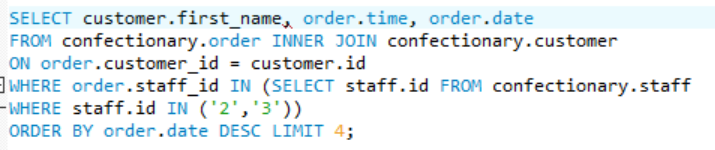 SELECT customer.first_name, order.time, order.date
FROM confectionary.order INNER JOIN confectionary.customer
ON order.customer_id = customer.id
WHERE order.staff_id IN (SELECT staff.id FROM confectionary.staff
WHERE staff.id IN ('2','3'))
ORDER BY order.date DESC LIMIT 4;